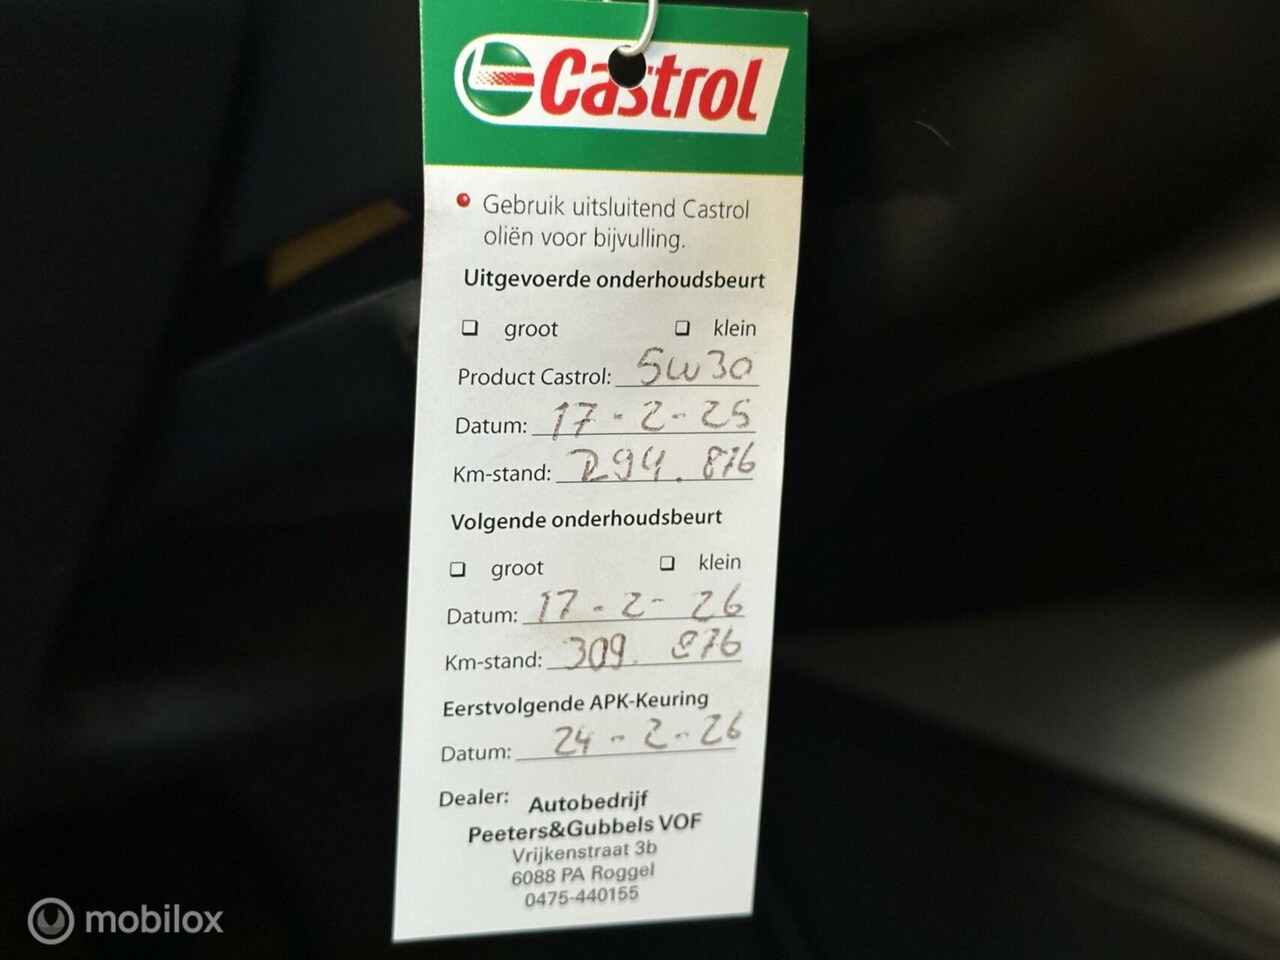 Castrol
Gebruik uitsluitend Castrol
oliën voor bijvulling.
Uitgevoerde onderhoudsbeurt
groot klein
Product Castrol: 5W30
Datum: 17-2-25
Km-stand: 294.876
Volgende onderhoudsbeurt
groot klein
Datum: 17-2-26
Km-stand: 309.876
Eerstvolgende APK-Keuring
Datum: 24-2-26
Dealer: Autobedrijf
Peeters&Gubbels VOF
Vrijkenstraat 3b
6088 PA Roggel
0475-440155
mobilox